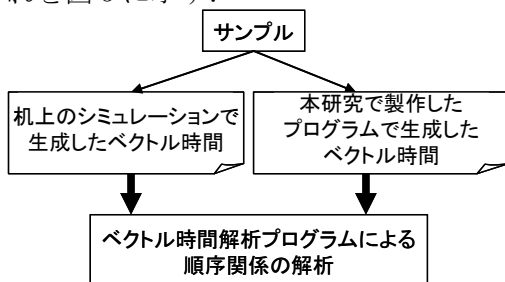 サンプル
机上のシミュレーションで
生成したベクトル時間
本研究で製作した
プログラムで生成した
ベクトル時間
ベクトル時間解析プログラムによる
順序関係の解析